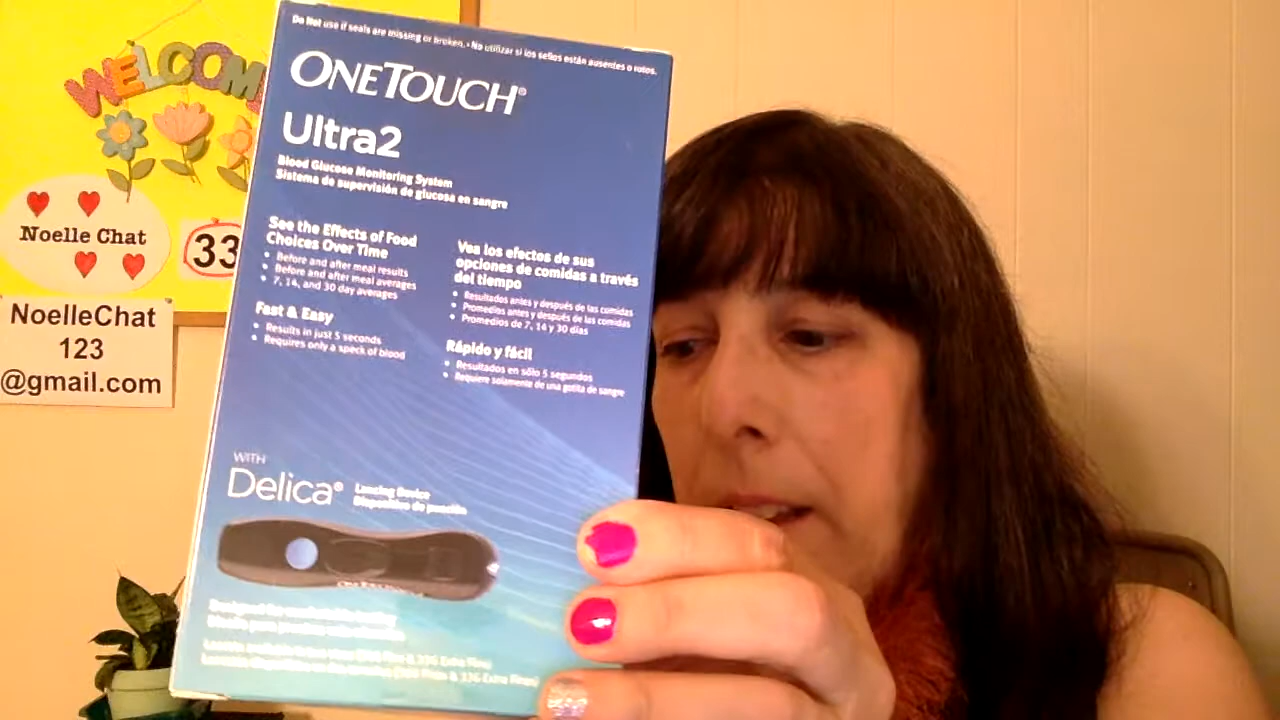 WELCOM
Noelle Chat
33
NoelleChat
123
@gmail.com
Do Not use if seals are missing or broken. • No utilizar si los sellos están ausentes o rotos.
ONETOUCH®
Ultra2
Blood Glucose Monitoring System
Sistema de supervisión de glucosa en sangre
See the Effects of Food
Choices Over Time
• Before and after meal results
• Before and after meal averages
• 7, 14, and 30 day averages
Fast & Easy
• Results in just 5 seconds
• Requires only a speck of blood
Vea los efectos de sus
opciones de comidas a través
del tiempo
• Resultados antes y después de las comidas
• Promedios antes y después de las comidas
• Promedios de 7, 14 y 30 días
Rápido y fácil
• Resultados en sólo 5 segundos
• Requiere solamente de una gotita de sangre
WITH
Delica®
Lancing Device
Dispositivo de punción